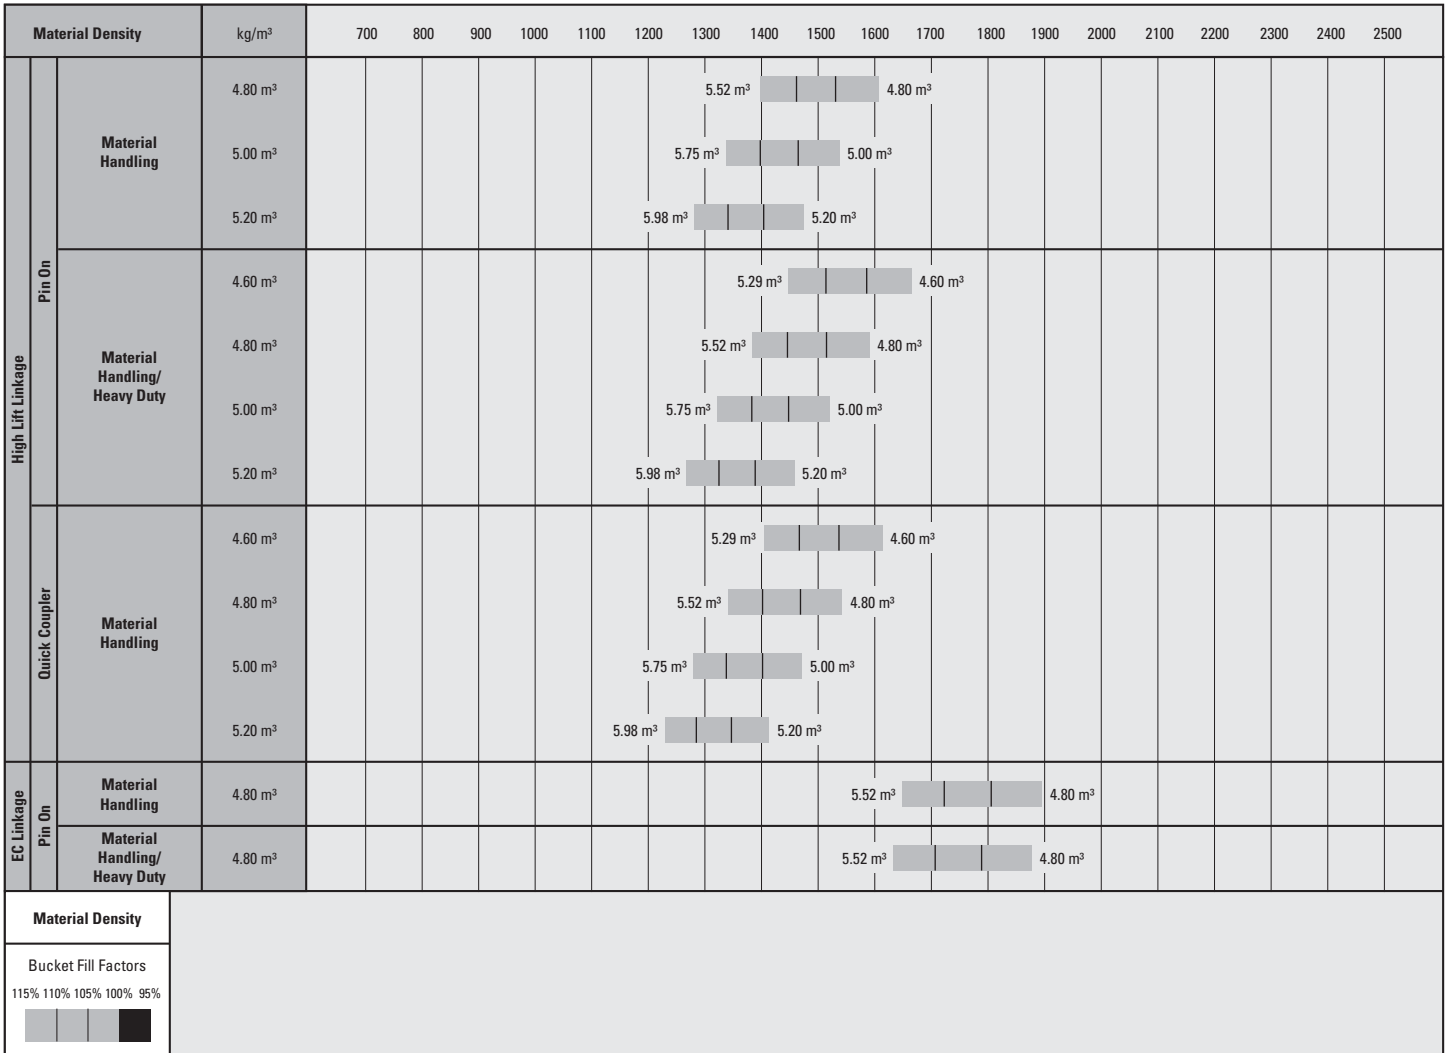 Material Density kg/m³ 700 800 900 1000 1100 1200 1300 1400 1500 1600 1700 1800 1900 2000 2100 2200 2300 2400 2500
High Lift Linkage
Pin On
Material
Handling
4.80 m³ 5.52 m³ 4.80 m³
5.00 m³ 5.75 m³ 5.00 m³
5.20 m³ 5.98 m³ 5.20 m³
Material
Handling/
Heavy Duty
4.60 m³ 5.29 m³ 4.60 m³
4.80 m³ 5.52 m³ 4.80 m³
5.00 m³ 5.75 m³ 5.00 m³
5.20 m³ 5.98 m³ 5.20 m³
Quick Coupler
Material
Handling
4.60 m³ 5.29 m³ 4.60 m³
4.80 m³ 5.52 m³ 4.80 m³
5.00 m³ 5.75 m³ 5.00 m³
5.20 m³ 5.98 m³ 5.20 m³
EC Linkage
Pin On
Material
Handling
4.80 m³ 5.52 m³ 4.80 m³
Material
Handling/
Heavy Duty
4.80 m³ 5.52 m³ 4.80 m³
Material Density
Bucket Fill Factors
115% 110% 105% 100% 95%